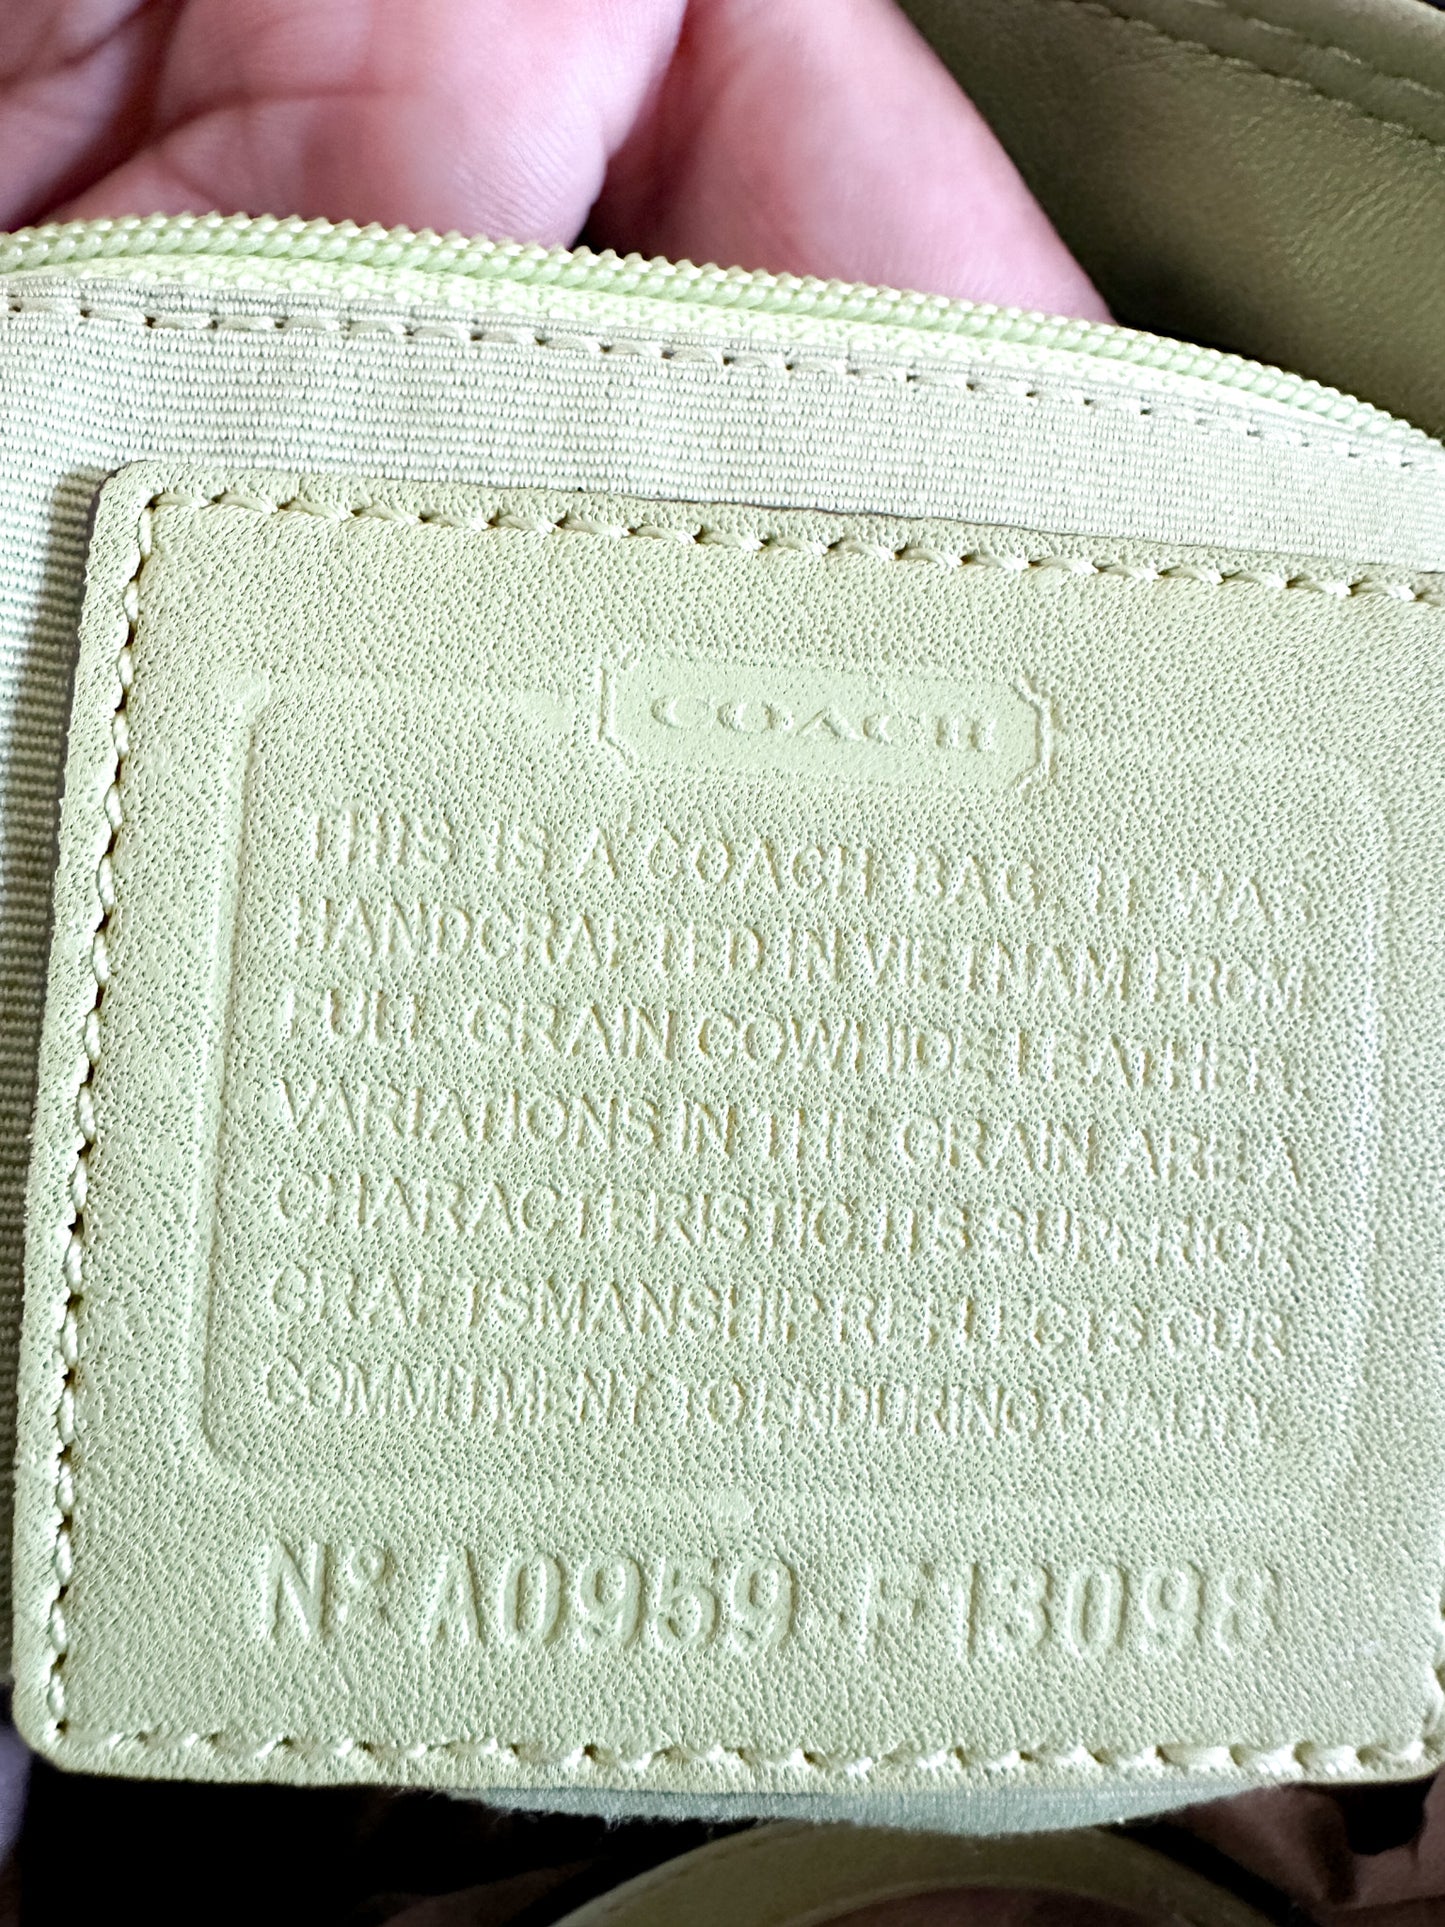 COACH
THIS IS A COACH BAG. IT WAS
HANDCRAFTED IN VIETNAM FROM
FULL GRAIN COWHIDE LEATHER.
VARIATIONS IN THE GRAIN ARE A
CHARACTERISTIC. ITS SUPERIOR
CRAFTSMANSHIP REFLECTS OUR
COMMITMENT TO ENDURING QUALITY.
Nº A0959 F13098